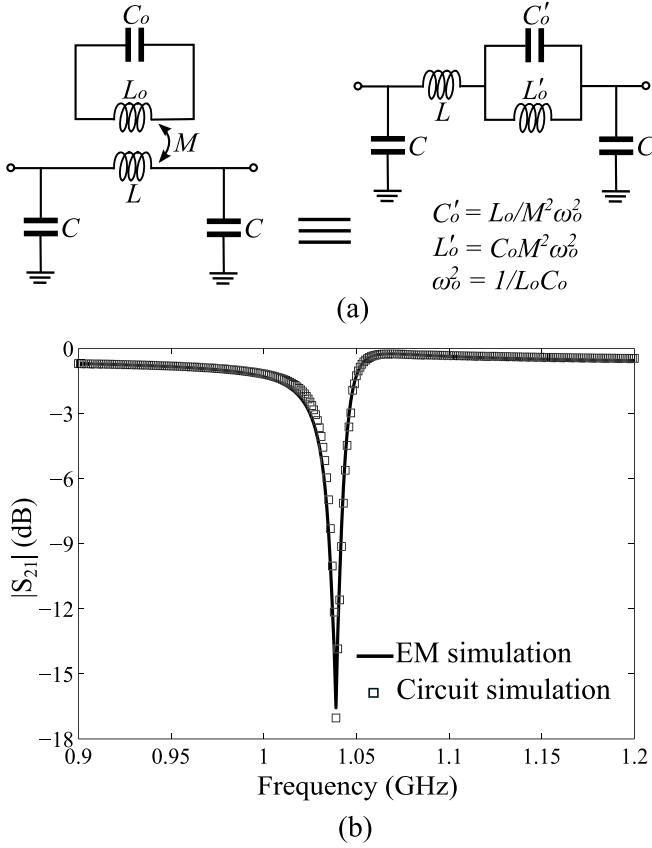 Cₒ
Lₒ
M
L
C
C
C′ₒ
L′ₒ
L
C
C
C′ₒ = Lₒ/M²ω²ₒ
L′ₒ = CₒM²ω²ₒ
ω²ₒ = 1/LₒCₒ
(a)
0
−3
−6
−9
−12
−15
−18
|S₂₁| (dB)
EM simulation
Circuit simulation
0.9
0.95
1
1.05
1.1
1.15
1.2
Frequency (GHz)
(b)